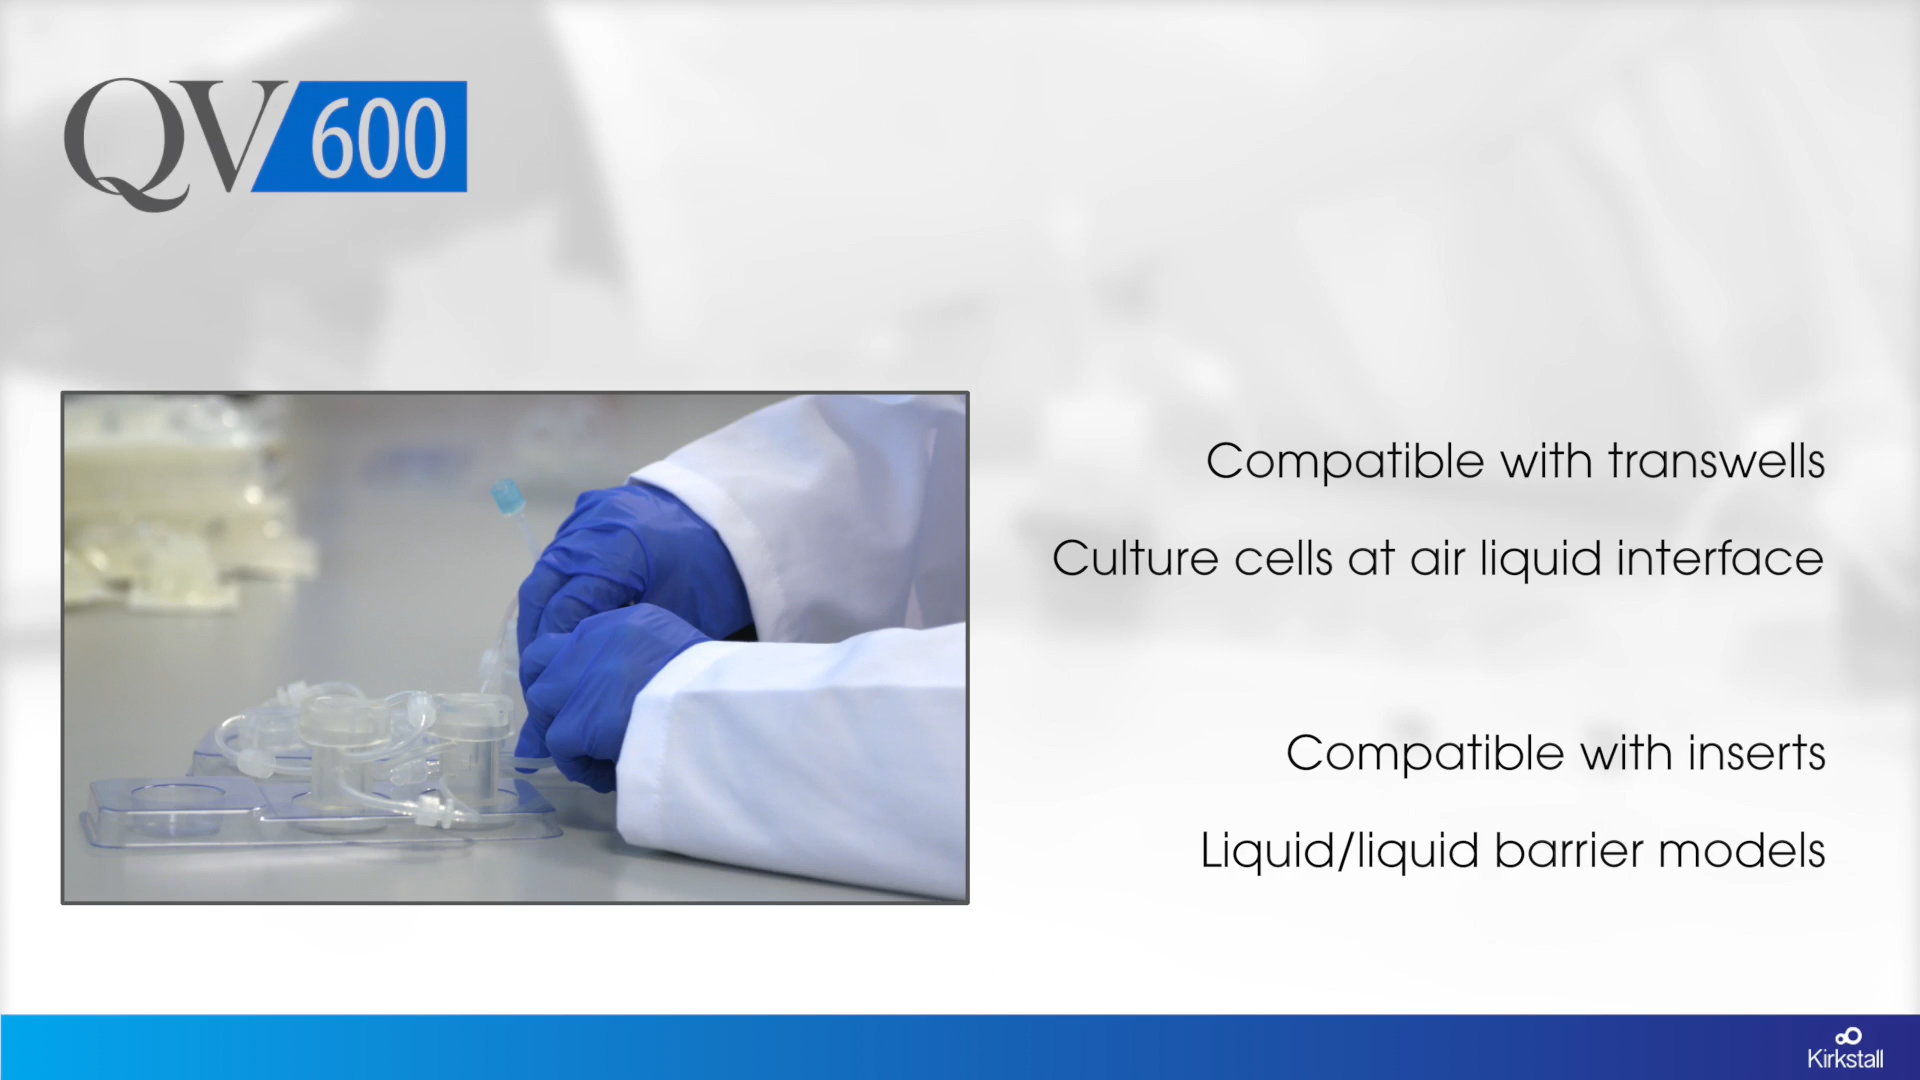 QV600
Compatible with transwells
Culture cells at air liquid interface
Compatible with inserts
Liquid/liquid barrier models
Kirkstall